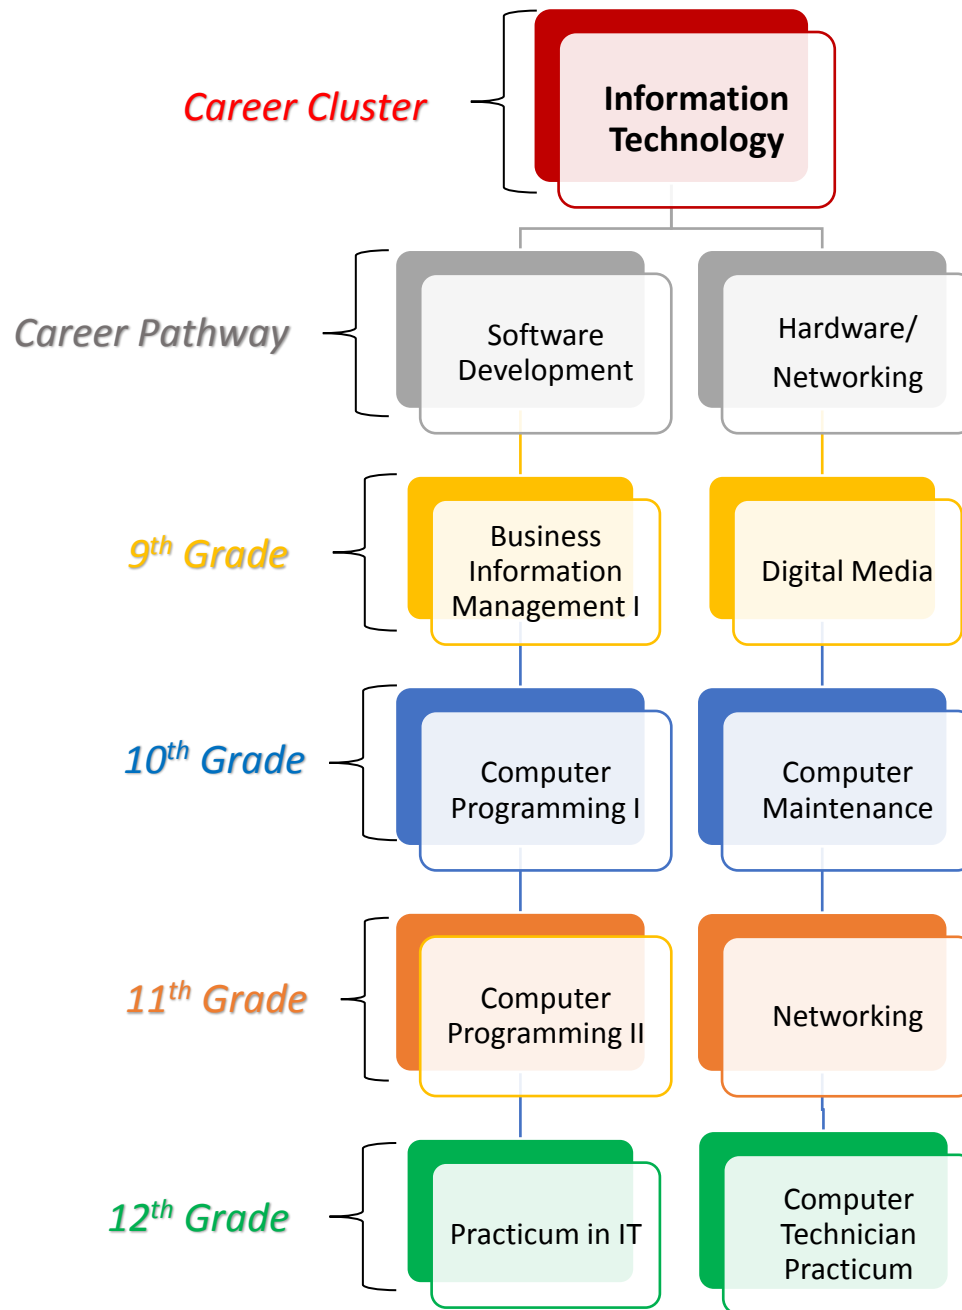 Career Cluster
Information
Technology
Career Pathway
Software
Development
Hardware/
Networking
9th Grade
Business
Information
Management I
Digital Media
10th Grade
Computer
Programming I
Computer
Maintenance
11th Grade
Computer
Programming II
Networking
12th Grade
Practicum in IT
Computer
Technician
Practicum